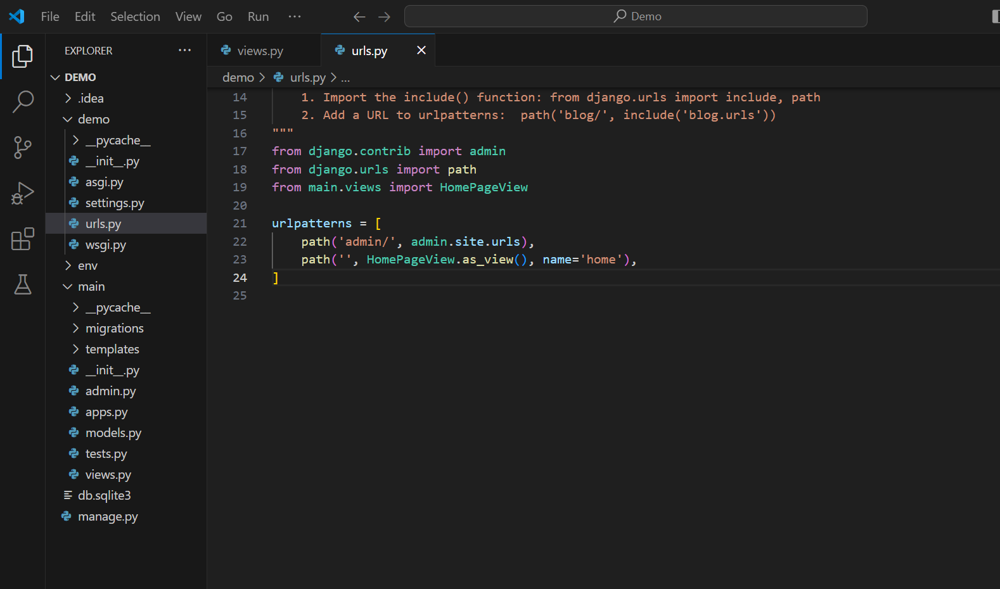 File Edit Selection View Go Run ··· Demo
EXPLORER ···
DEMO
.idea
demo
__pycache__
__init__.py
asgi.py
settings.py
urls.py
wsgi.py
env
main
__pycache__
migrations
templates
__init__.py
admin.py
apps.py
models.py
tests.py
views.py
db.sqlite3
manage.py
views.py urls.py
demo > urls.py > ...
14 1. Import the include() function: from django.urls import include, path
15 2. Add a URL to urlpatterns:  path('blog/', include('blog.urls'))
16 """
17 from django.contrib import admin
18 from django.urls import path
19 from main.views import HomePageView
20
21 urlpatterns = [
22 path('admin/', admin.site.urls),
23 path('', HomePageView.as_view(), name='home'),
24 ]
25